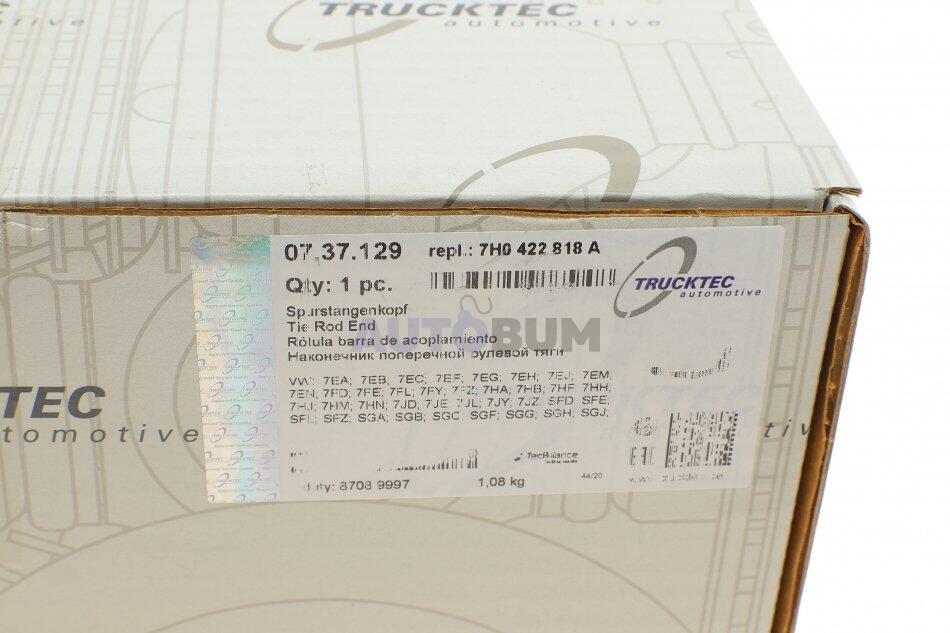 TRUCKTEC
automotive
07.37.129 repl.: 7H0 422 818 A
Qty: 1 pc.
TRUCKTEC
automotive
Spurstangenkopf
Tie Rod End
Rótula barra de acoplamiento
Наконечник поперечной рулевой тяги
AUTOBUM
VW: 7EA; 7EB; 7EC; 7EF; 7EG; 7EH; 7EJ; 7EM;
7EN; 7FD; 7FE; 7FL; 7FY; 7FZ; 7HA; 7HB; 7HF; 7HH;
7HJ; 7HM; 7HN; 7JD; 7JE; 7JL; 7JY; 7JZ; SFD; SFE;
SFL; SFZ; SGA; SGB; SGC; SGF; SGG; SGH; SGJ;
TecAlliance
duty: 8708 9997 1,08 kg 44/20
TEC
tomotive